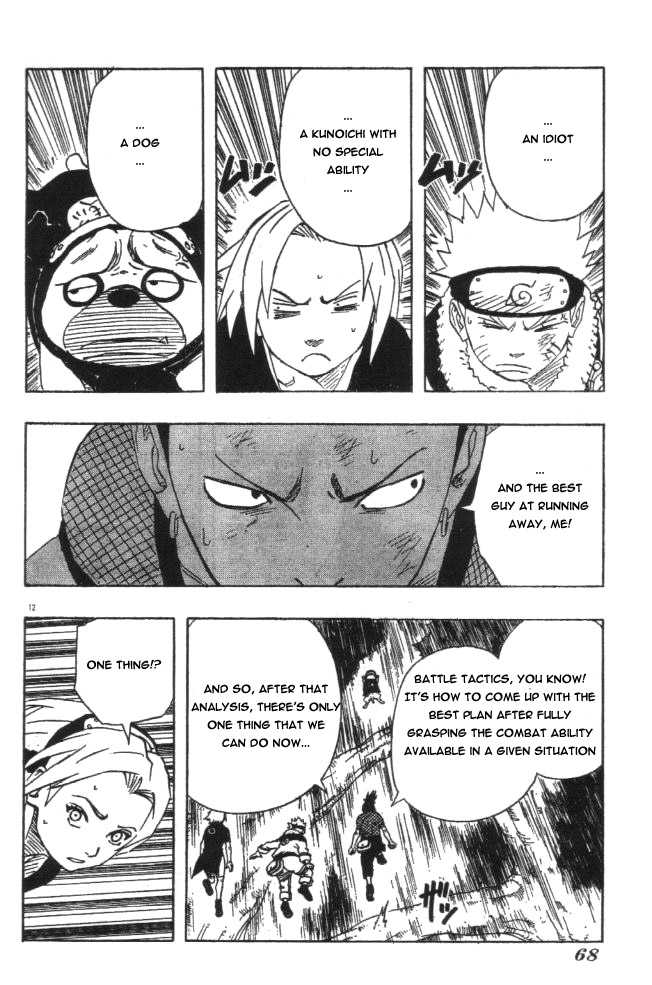 ...
AN IDIOT
...
...
A KUNOICHI WITH
NO SPECIAL
ABILITY
...
...
A DOG
...
ムッ
ムッ
...
AND THE BEST
GUY AT RUNNING
AWAY, ME!
12
BATTLE TACTICS, YOU KNOW!
IT'S HOW TO COME UP WITH THE
BEST PLAN AFTER FULLY
GRASPING THE COMBAT ABILITY
AVAILABLE IN A GIVEN SITUATION
AND SO, AFTER THAT
ANALYSIS, THERE'S ONLY
ONE THING THAT WE
CAN DO NOW...
ザッ
ONE THING!?
68